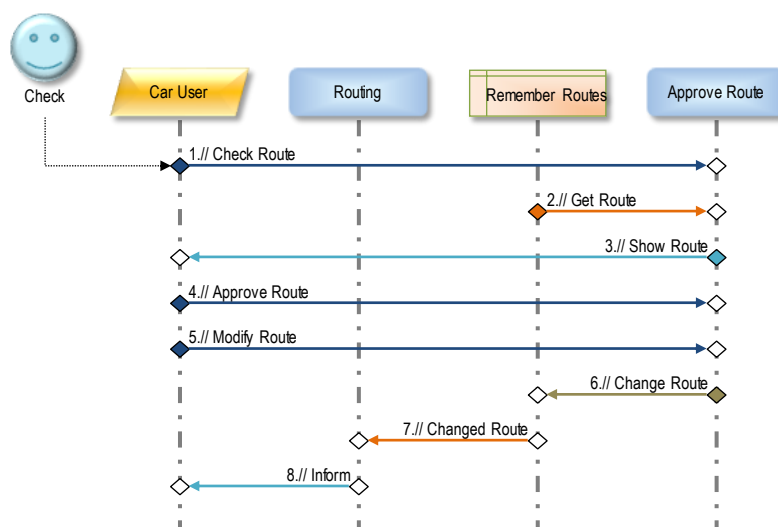 Check
Car User
Routing
Remember Routes
Approve Route
1.// Check Route
2.// Get Route
3.// Show Route
4.// Approve Route
5.// Modify Route
6.// Change Route
7.// Changed Route
8.// Inform